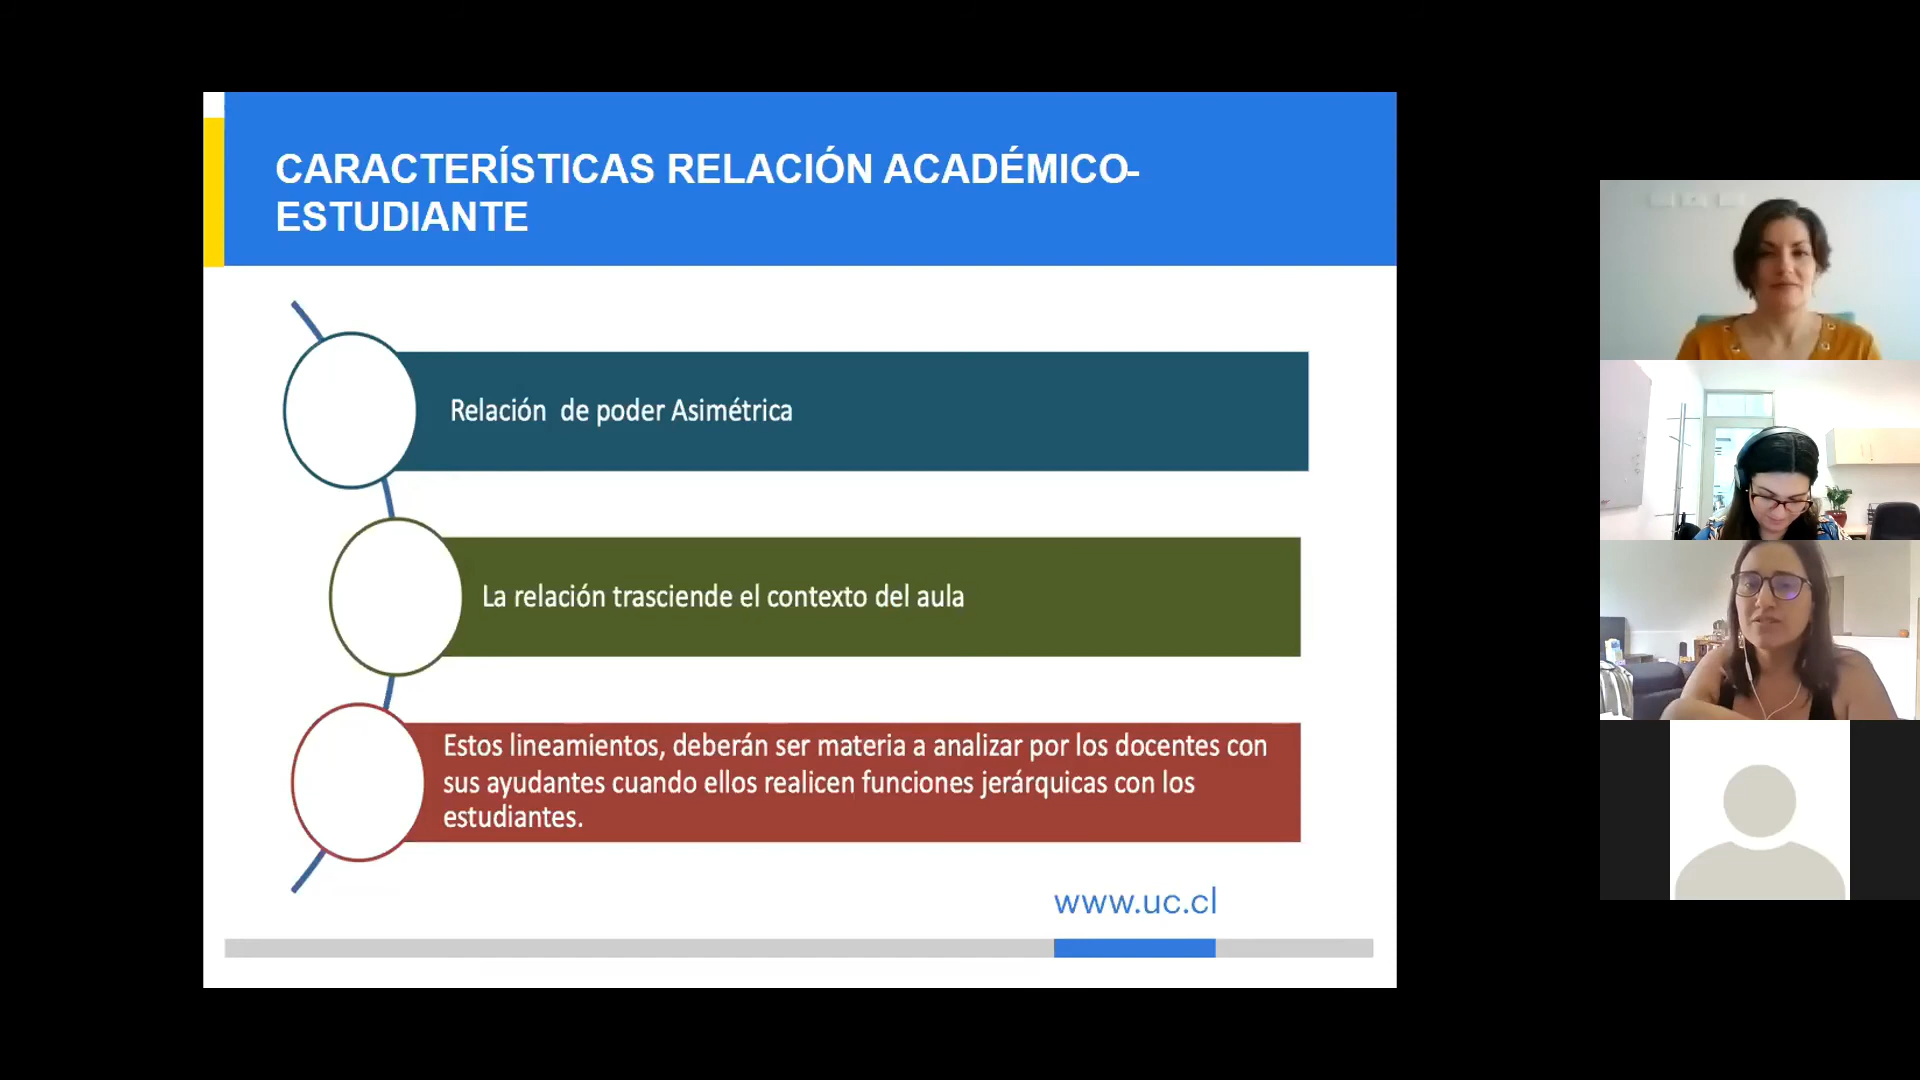 CARACTERÍSTICAS RELACIÓN ACADÉMICO-
ESTUDIANTE
Relación  de poder Asimétrica
La relación trasciende el contexto del aula
Estos lineamientos, deberán ser materia a analizar por los docentes con
sus ayudantes cuando ellos realicen funciones jerárquicas con los
estudiantes.
www.uc.cl